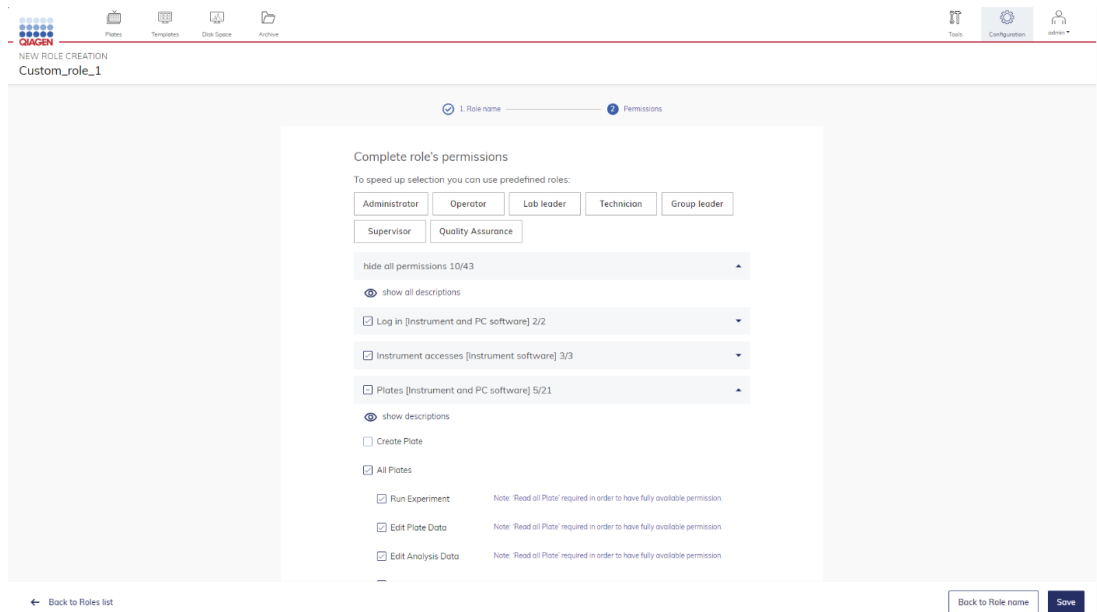 Plates
Templates
Disk Space
Archive
Tools
Configuration
admin
QIAGEN
NEW ROLE CREATION
Custom_role_1
1. Role name
2 Permissions
Complete role's permissions
To speed up selection you can use predefined roles:
Administrator
Operator
Lab leader
Technician
Group leader
Supervisor
Quality Assurance
hide all permissions 10/43
show all descriptions
Log in [Instrument and PC software] 2/2
Instrument accesses [Instrument software] 3/3
Plates [Instrument and PC software] 5/21
show descriptions
Create Plate
All Plates
Run Experiment Note: 'Read all Plate' required in order to have fully available permission.
Edit Plate Data Note: 'Read all Plate' required in order to have fully available permission.
Edit Analysis Data Note: 'Read all Plate' required in order to have fully available permission.
Back to Roles list
Back to Role name
Save